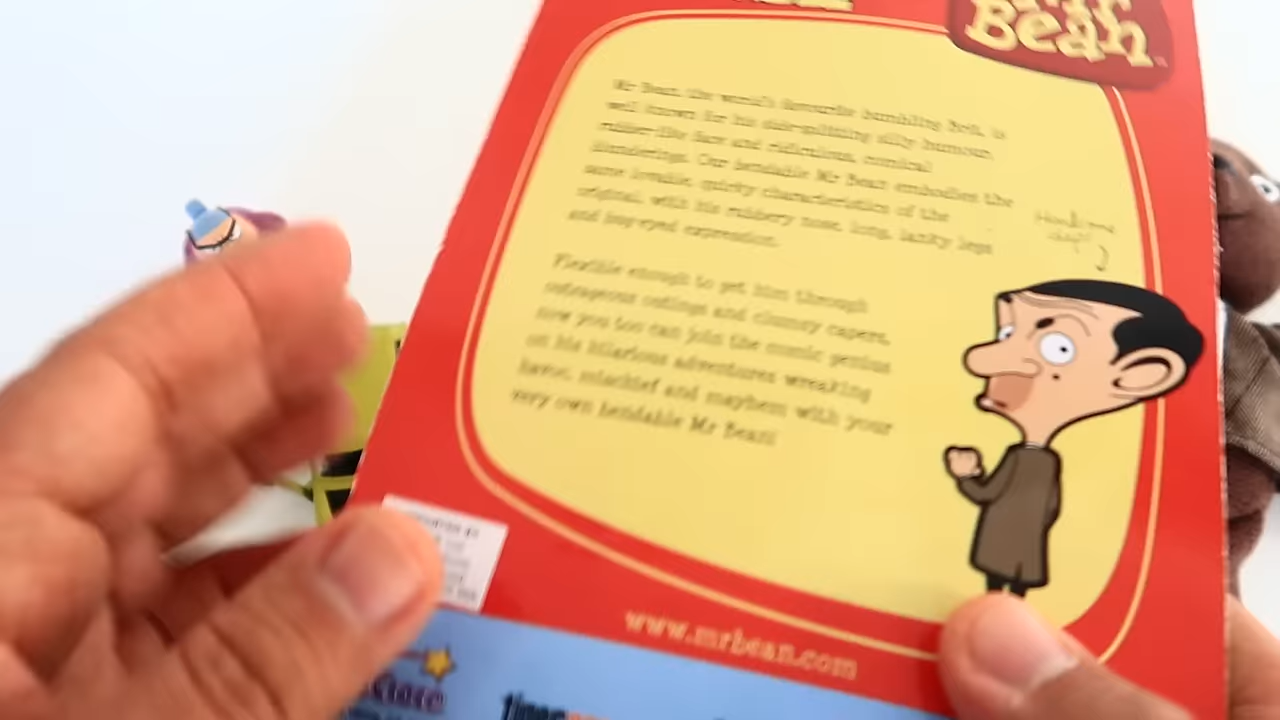 Mr
Bean
Mr Bean, the world's favourite bumbling Brit, is
well known for his side-splitting silly humour,
rubber-like face and ridiculous, comical
blunderings. Our bendable Mr Bean embodies the
same lovable, quirky characteristics of the
original, with his rubbery nose, long, lanky legs
and bug-eyed expression.
Flexible enough to get him through
outrageous outings and clumsy capers,
now you too can join the comic genius
on his hilarious adventures wreaking
havoc, mischief and mayhem with your
very own bendable Mr Bean!
www.mrbean.com